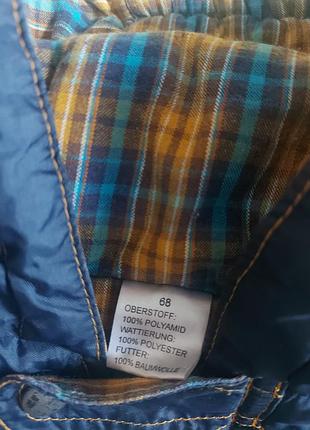 68
OBERSTOFF:
100% POLYAMID
WATTIERUNG:
100% POLYESTER
FUTTER:
100% BAUMWOLLE